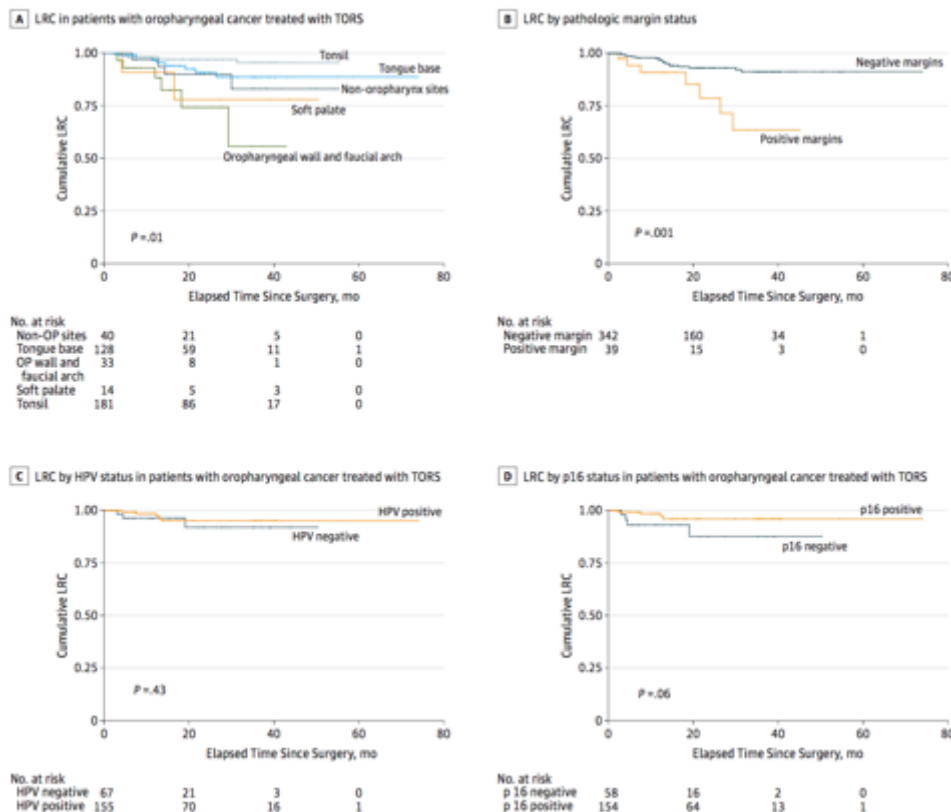 A LRC in patients with oropharyngeal cancer treated with TORS
1.00
0.75
0.50
0.25
0
Cumulative LRC
Tonsil
Tongue base
Non-oropharynx sites
Soft palate
Oropharyngeal wall and faucial arch
P =.01
0 20 40 60 80
Elapsed Time Since Surgery, mo
No. at risk
Non-OP sites 40 21 5 0
Tongue base 128 59 11 1
OP wall and 33 8 1 0
faucial arch
Soft palate 14 5 3 0
Tonsil 181 86 17 0
B LRC by pathologic margin status
1.00
0.75
0.50
0.25
0
Cumulative LRC
Negative margins
Positive margins
P =.001
0 20 40 60 80
Elapsed Time Since Surgery, mo
No. at risk
Negative margin 342 160 34 1
Positive margin 39 15 3 0
C LRC by HPV status in patients with oropharyngeal cancer treated with TORS
1.00
0.75
0.50
0.25
0
Cumulative LRC
HPV positive
HPV negative
P =.43
0 20 40 60 80
Elapsed Time Since Surgery, mo
No. at risk
HPV negative 67 21 3 0
HPV positive 155 70 16 1
D LRC by p16 status in patients with oropharyngeal cancer treated with TORS
1.00
0.75
0.50
0.25
0
Cumulative LRC
p16 positive
p16 negative
P =.06
0 20 40 60 80
Elapsed Time Since Surgery, mo
No. at risk
p 16 negative 58 16 2 0
p 16 positive 154 64 13 1